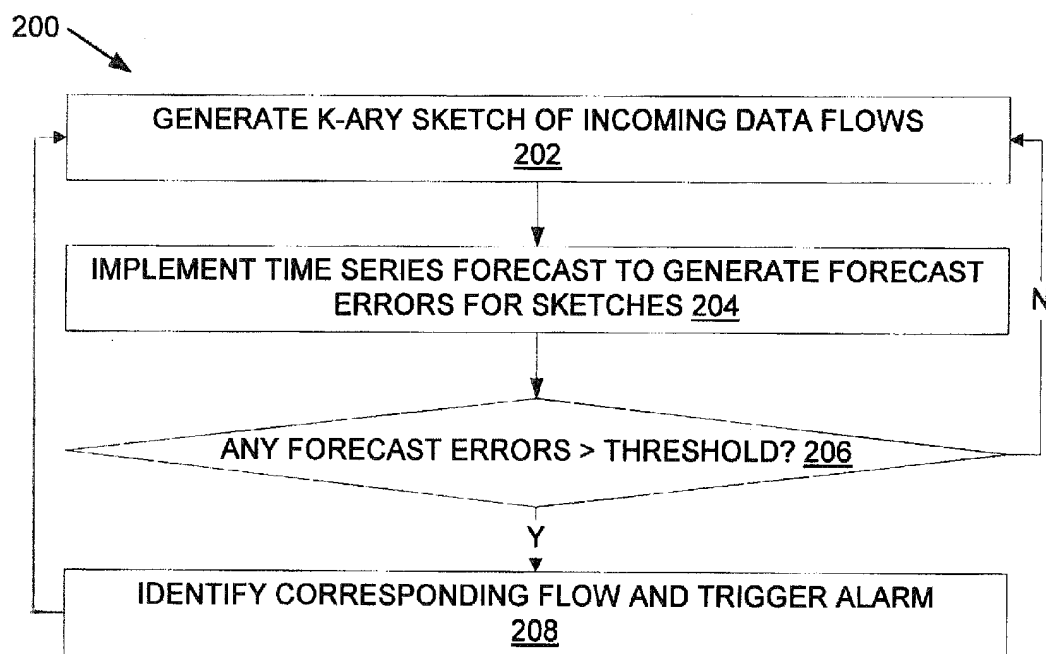 200
GENERATE K-ARY SKETCH OF INCOMING DATA FLOWS
202
IMPLEMENT TIME SERIES FORECAST TO GENERATE FORECAST
ERRORS FOR SKETCHES 204
N
ANY FORECAST ERRORS > THRESHOLD? 206
Y
IDENTIFY CORRESPONDING FLOW AND TRIGGER ALARM
208